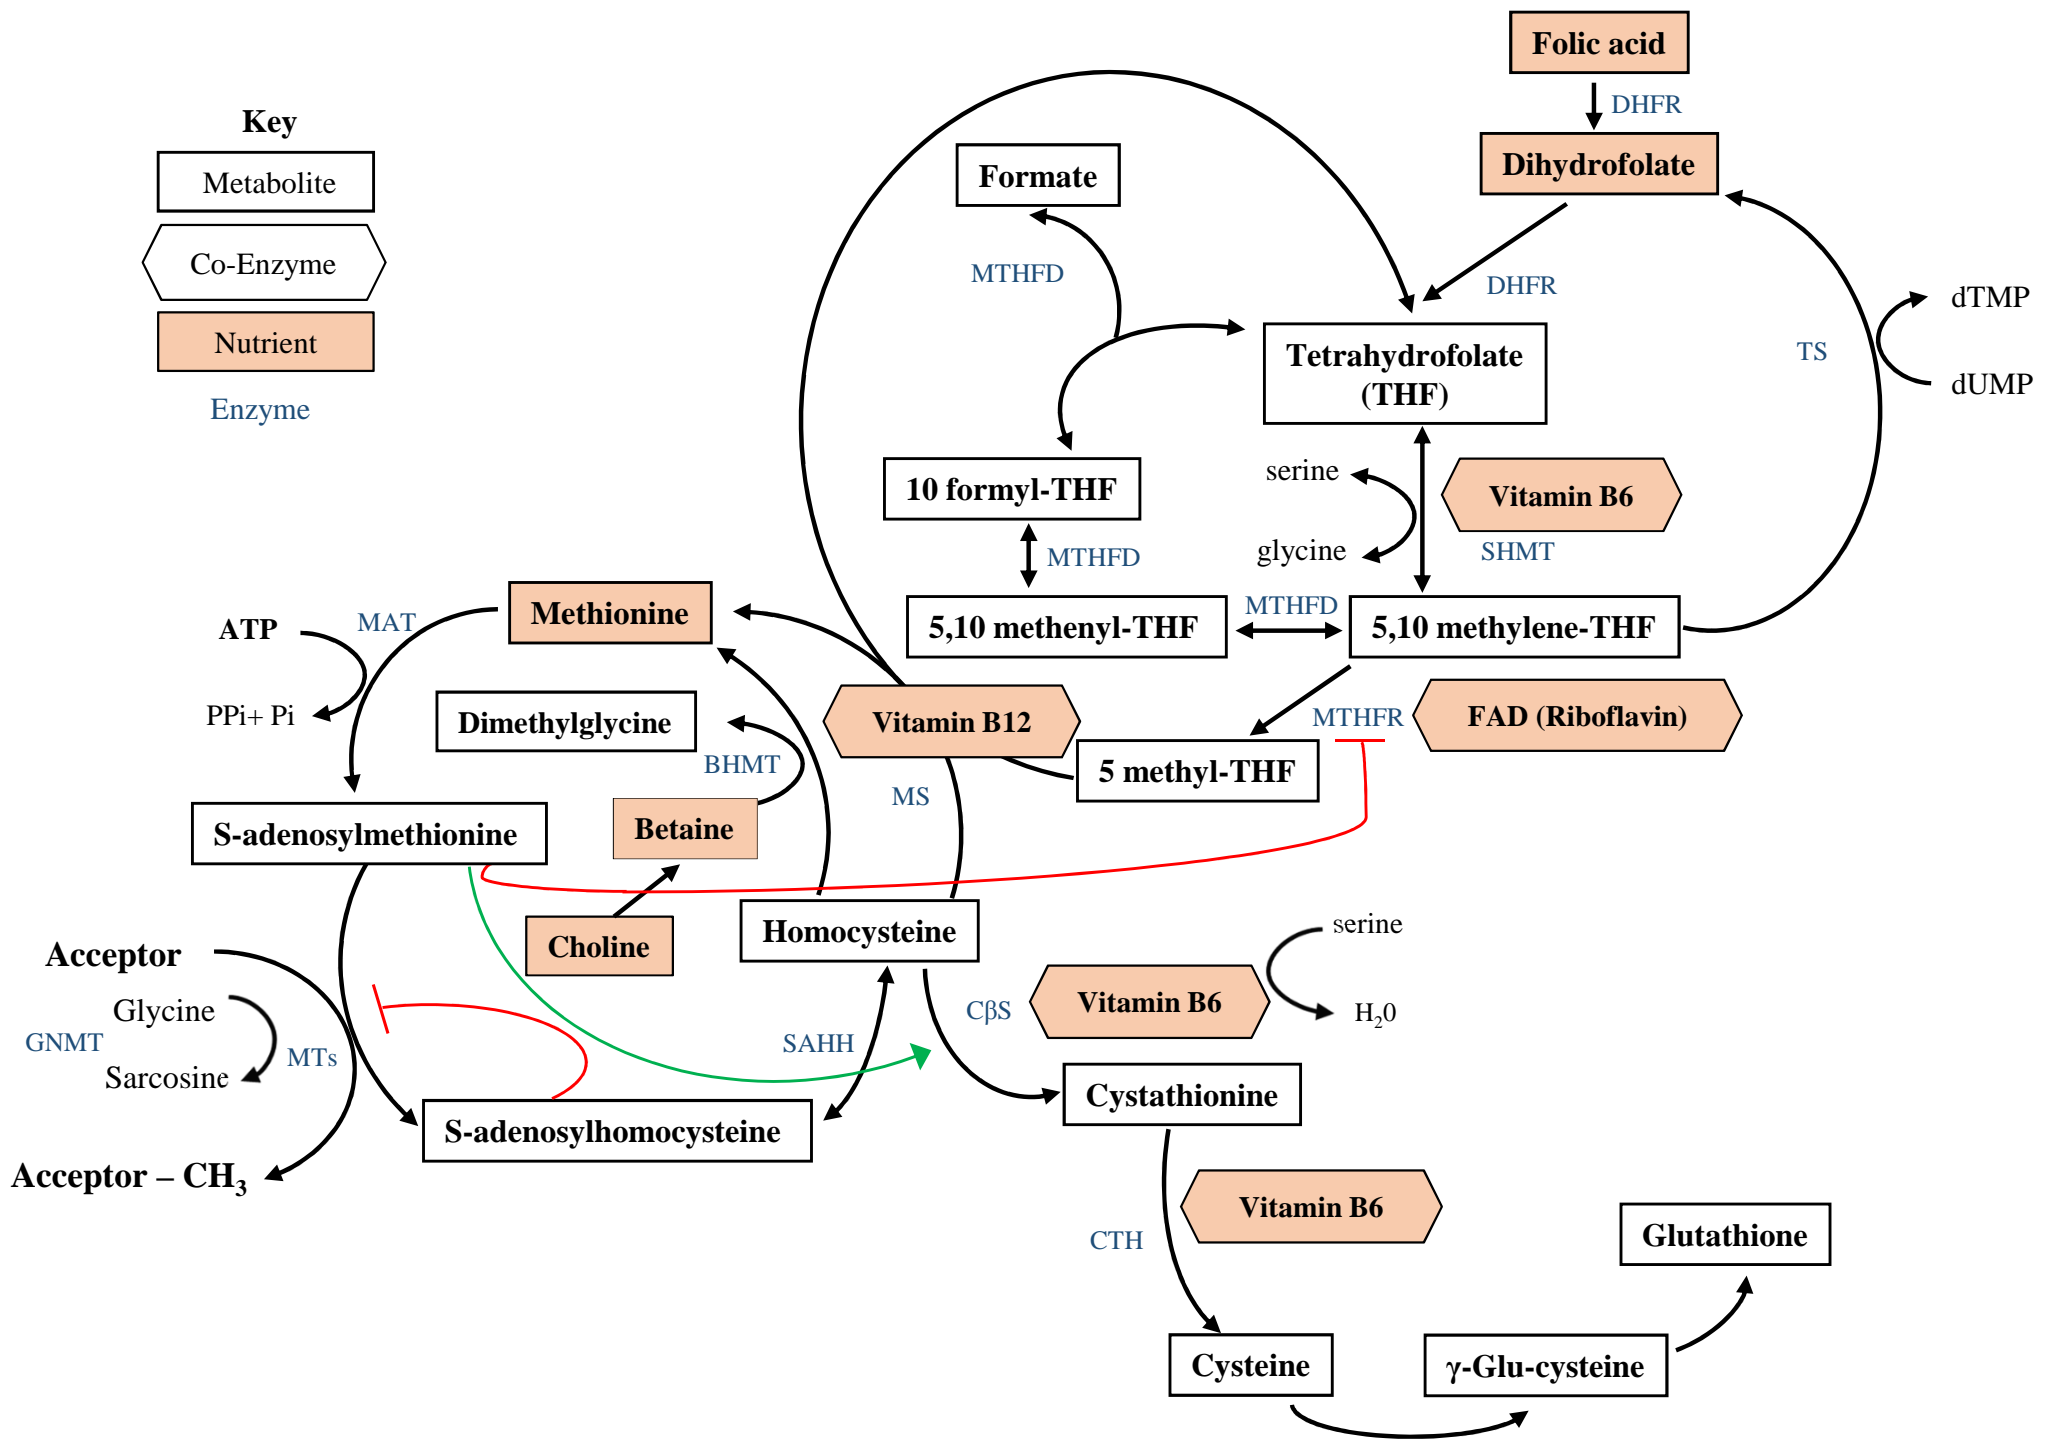 Key
Metabolite
Co-Enzyme
Nutrient
Enzyme
Folic acid
DHFR
Dihydrofolate
DHFR
Formate
MTHFD
Tetrahydrofolate
(THF)
dTMP
TS
dUMP
10 formyl-THF
serine
glycine
Vitamin B6
SHMT
MTHFD
5,10 methenyl-THF
MTHFD
5,10 methylene-THF
MTHFR
FAD (Riboflavin)
5 methyl-THF
Vitamin B12
MS
Methionine
MAT
ATP
PPi+ Pi
Dimethylglycine
BHMT
Betaine
Choline
S-adenosylmethionine
Homocysteine
Acceptor
Glycine
GNMT
MTs
Sarcosine
Acceptor – CH₃
S-adenosylhomocysteine
SAHH
CβS
Vitamin B6
serine
H₂0
Cystathionine
Vitamin B6
CTH
Cysteine
γ-Glu-cysteine
Glutathione